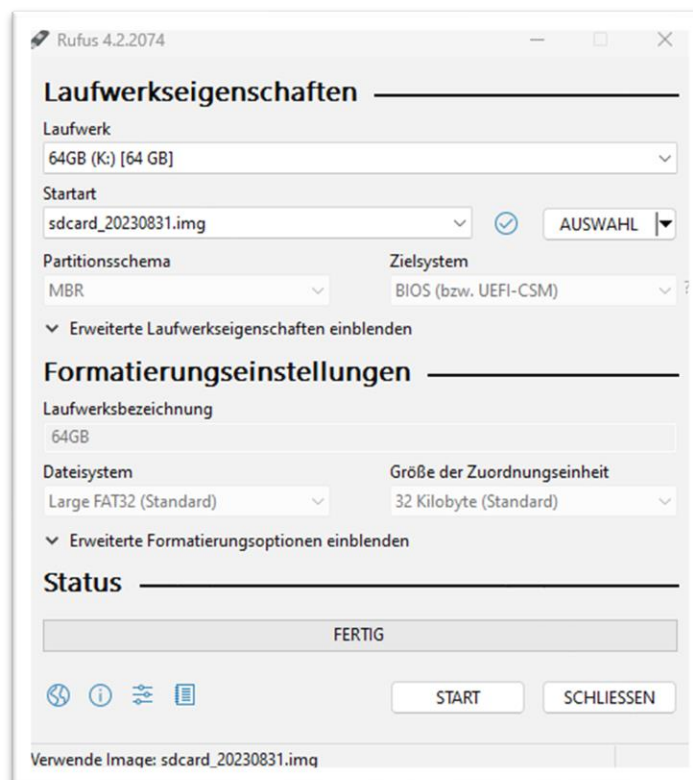 Rufus 4.2.2074
Laufwerkseigenschaften
Laufwerk
64GB (K:) [64 GB]
Startart
sdcard_20230831.img
AUSWAHL
Partitionsschema Zielsystem
MBR BIOS (bzw. UEFI-CSM) ?
Erweiterte Laufwerkseigenschaften einblenden
Formatierungseinstellungen
Laufwerksbezeichnung
64GB
Dateisystem Größe der Zuordnungseinheit
Large FAT32 (Standard) 32 Kilobyte (Standard)
Erweiterte Formatierungsoptionen einblenden
Status
FERTIG
START SCHLIESSEN
Verwende Image: sdcard_20230831.img